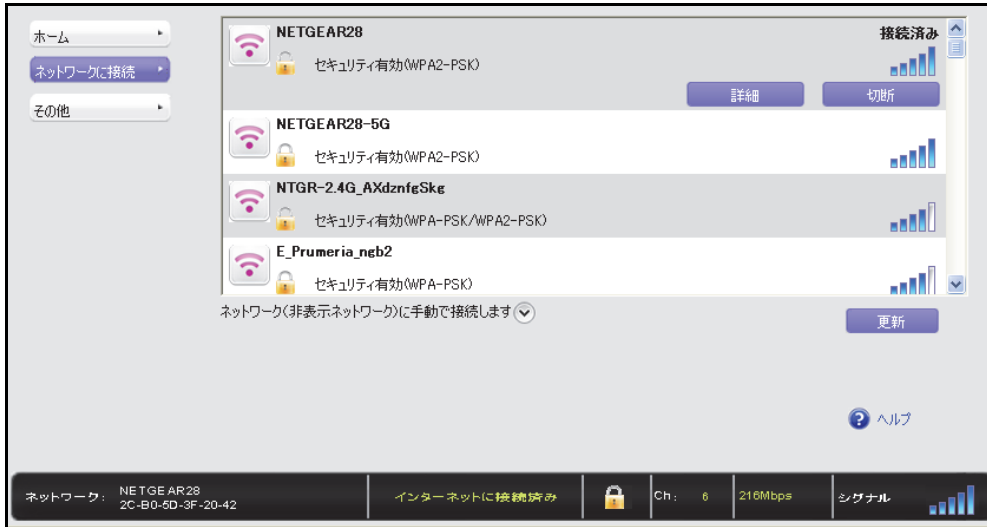 ホーム
ネットワークに接続
その他
NETGEAR28
接続済み
セキュリティ有効(WPA2-PSK)
詳細
切断
NETGEAR28-5G
セキュリティ有効(WPA2-PSK)
NTGR-2.4G_AXdznfgSkg
セキュリティ有効(WPA-PSK/WPA2-PSK)
E_Prumeria_ngb2
セキュリティ有効(WPA-PSK)
ネットワーク(非表示ネットワーク)に手動で接続します
更新
ヘルプ
ネットワーク: NETGEAR28
2C-B0-5D-3F-20-42
インターネットに接続済み
Ch: 6
216Mbps
シグナル